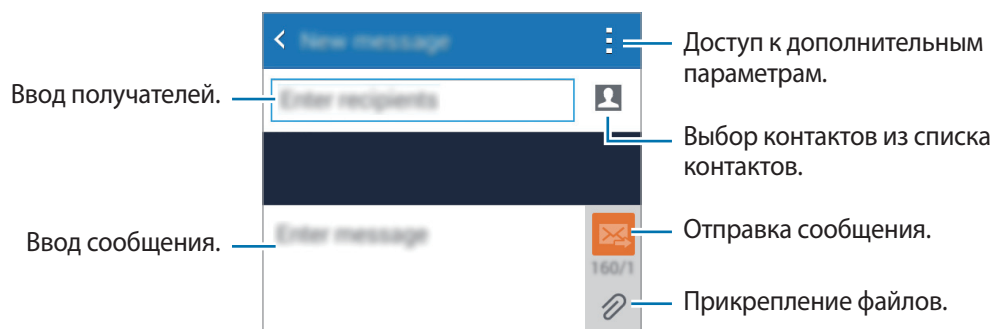 New message
Доступ к дополнительным
параметрам.
Ввод получателей.
Enter recipients
Выбор контактов из списка
контактов.
Ввод сообщения.
Enter message
Отправка сообщения.
160/1
Прикрепление файлов.